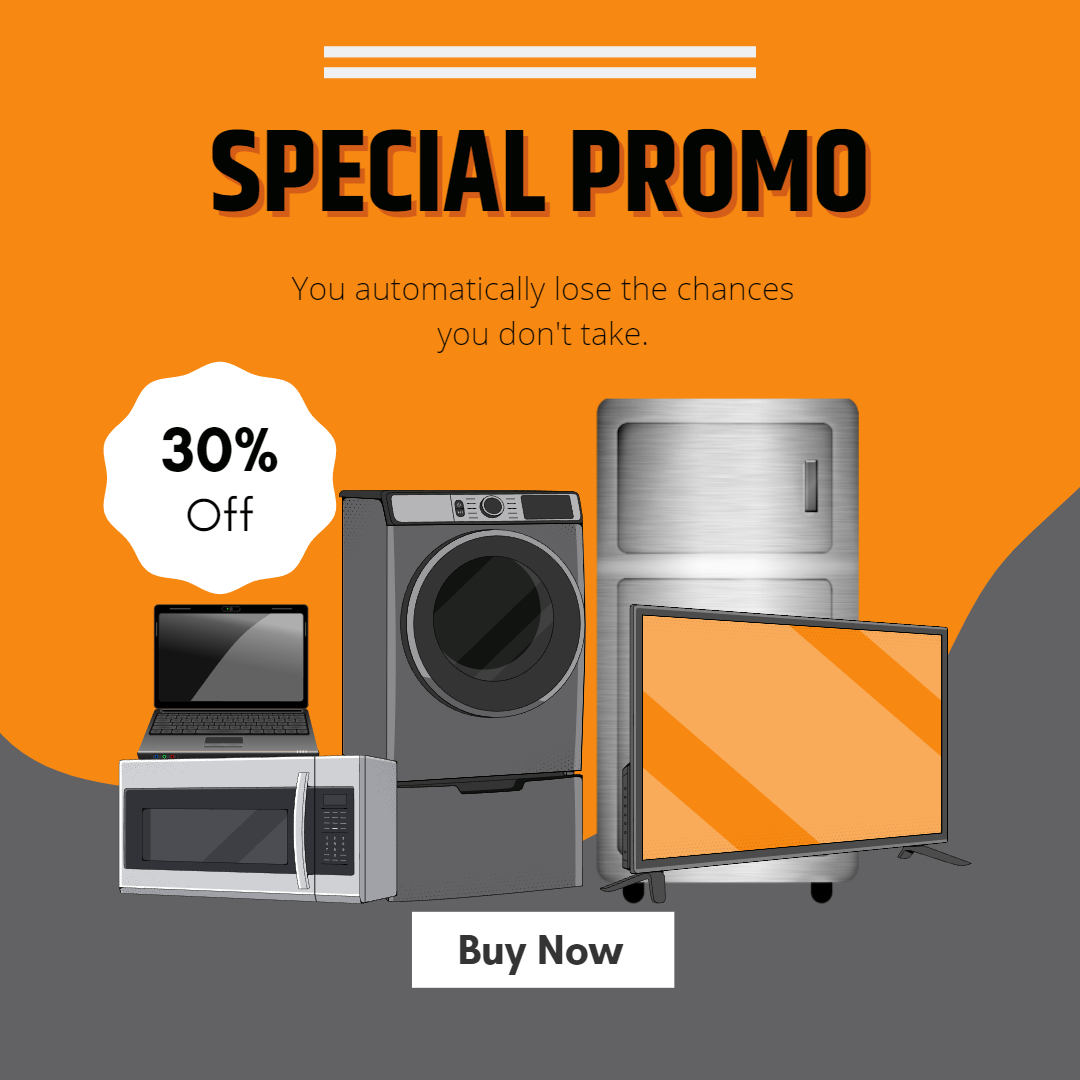 SPECIAL PROMO
You automatically lose the chances
you don't take.
30%
Off
Buy Now